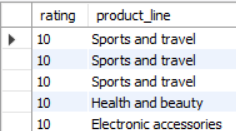 rating product_line
10 Sports and travel
10 Sports and travel
10 Sports and travel
10 Health and beauty
10 Electronic accessories